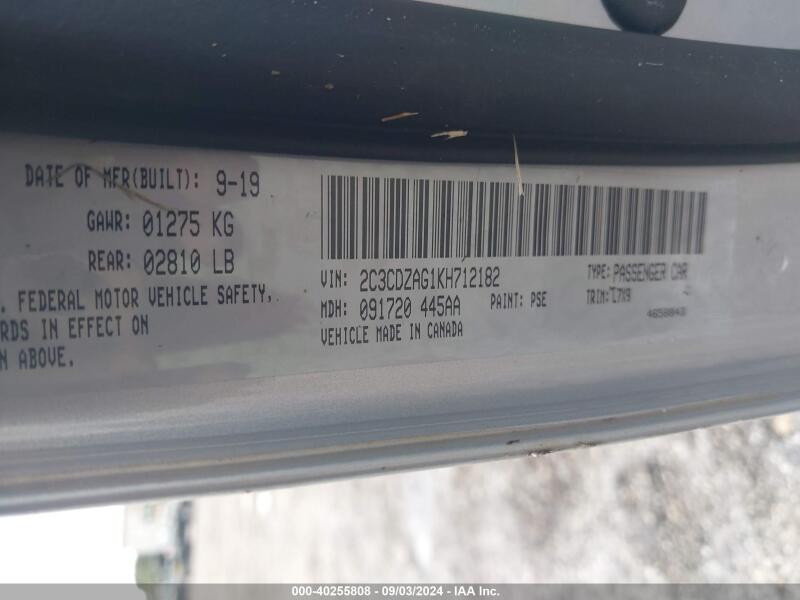 DATE OF MFR(BUILT): 9-19
GAWR: 01275 KG
REAR: 02810 LB
. FEDERAL MOTOR VEHICLE SAFETY,
RDS IN EFFECT ON
N ABOVE.
VIN: 2C3CDZAG1KH712182
TYPE: PASSENGER CAR
MDH: 091720 445AA
PAINT: PSE
TRIM:
VEHICLE MADE IN CANADA
000-40255808 - 09/03/2024 - IAA Inc.